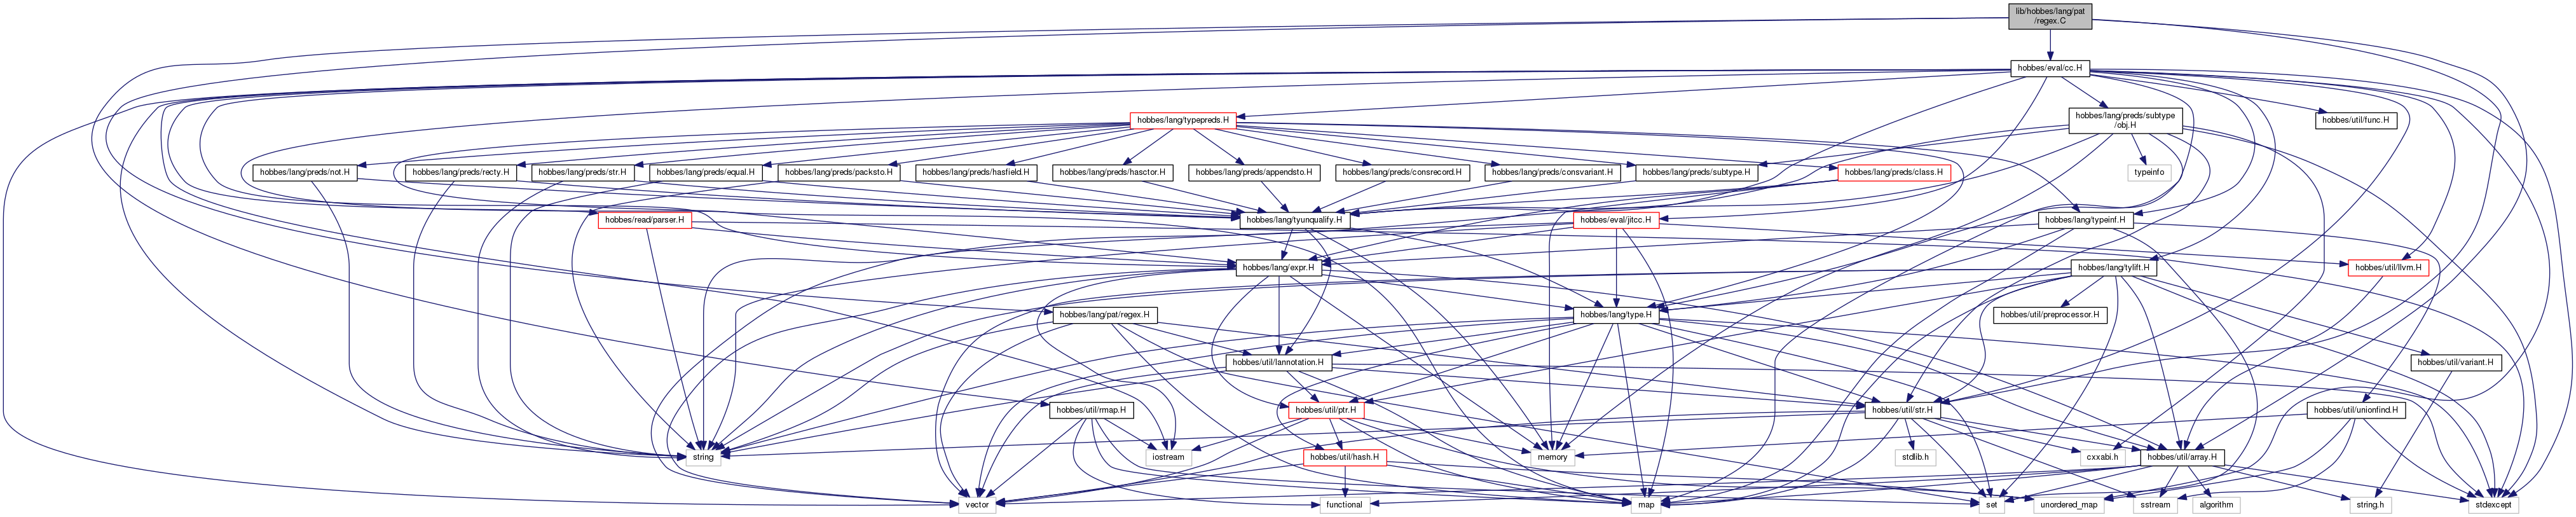 lib/hobbes/lang/pat
/regex.C
hobbes/eval/cc.H
hobbes/lang/typepreds.H
hobbes/lang/preds/subtype
/obj.H
hobbes/util/func.H
hobbes/lang/preds/not.H
hobbes/lang/preds/recty.H
hobbes/lang/preds/str.H
hobbes/lang/preds/equal.H
hobbes/lang/preds/packsto.H
hobbes/lang/preds/hasfield.H
hobbes/lang/preds/hasctor.H
hobbes/lang/preds/appendsto.H
hobbes/lang/preds/consrecord.H
hobbes/lang/preds/consvariant.H
hobbes/lang/preds/subtype.H
hobbes/lang/preds/class.H
typeinfo
hobbes/read/parser.H
hobbes/lang/tyunqualify.H
hobbes/eval/jitcc.H
hobbes/lang/typeinf.H
hobbes/lang/expr.H
hobbes/lang/tylift.H
hobbes/util/llvm.H
hobbes/lang/pat/regex.H
hobbes/lang/type.H
hobbes/util/preprocessor.H
hobbes/util/lannotation.H
hobbes/util/variant.H
hobbes/util/rmap.H
hobbes/util/ptr.H
hobbes/util/str.H
hobbes/util/unionfind.H
string
iostream
hobbes/util/hash.H
memory
stdlib.h
cxxabi.h
hobbes/util/array.H
vector
functional
map
set
unordered_map
sstream
algorithm
string.h
stdexcept